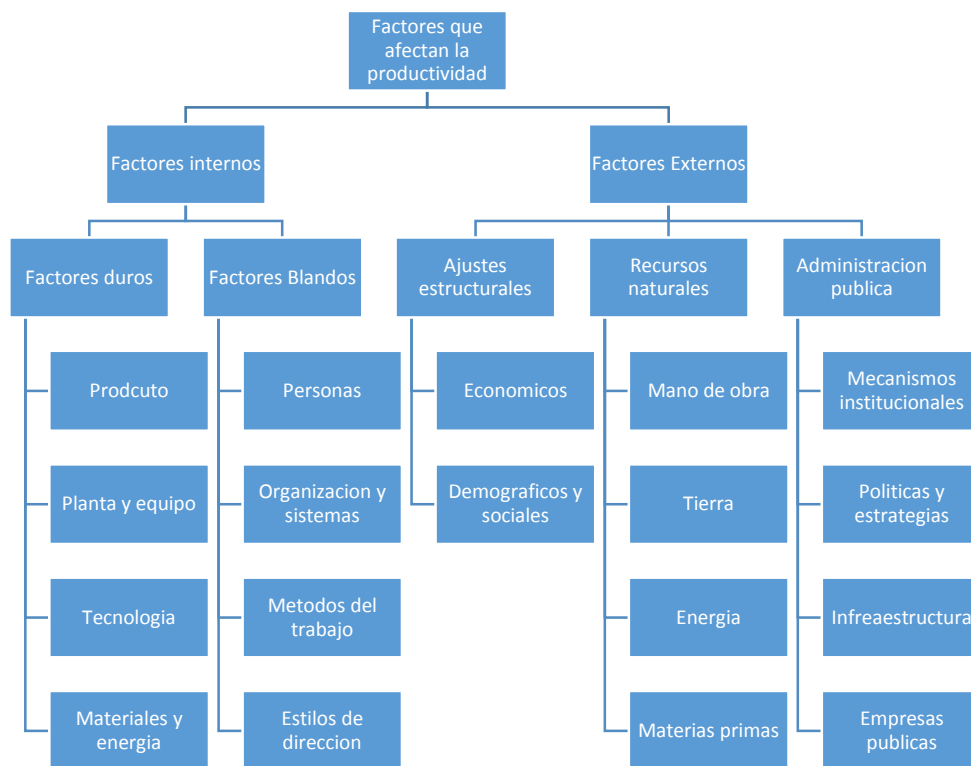 Factores que
afectan la
productividad
Factores internos
Factores Externos
Factores duros
Factores Blandos
Ajustes
estructurales
Recursos
naturales
Administracion
publica
Prodcuto
Personas
Economicos
Mano de obra
Mecanismos
institucionales
Planta y equipo
Organizacion y
sistemas
Demograficos y
sociales
Tierra
Politicas y
estrategias
Tecnologia
Metodos del
trabajo
Energia
Infreaestructura
Materiales y
energia
Estilos de
direccion
Materias primas
Empresas
publicas